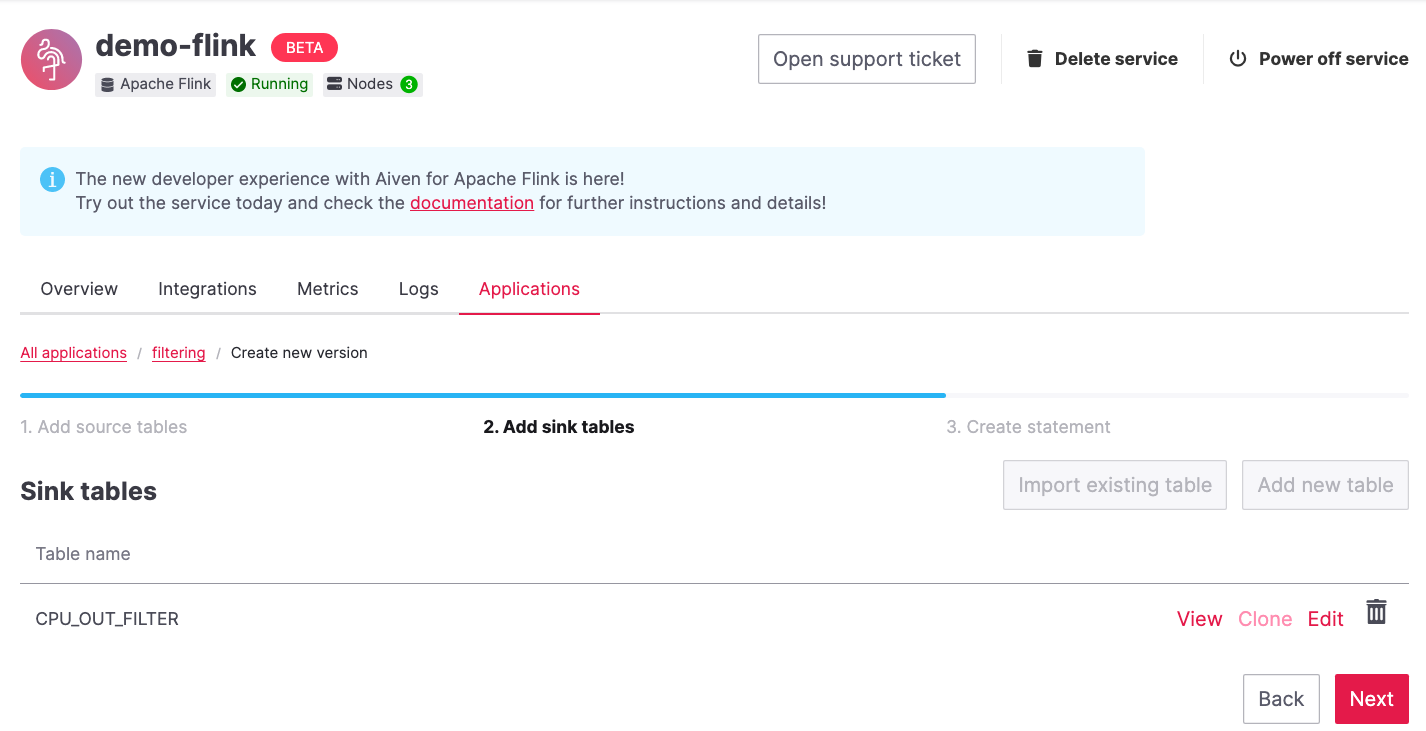 demo-flink BETA
Apache Flink Running Nodes 3
Open support ticket Delete service Power off service
The new developer experience with Aiven for Apache Flink is here!
Try out the service today and check the documentation for further instructions and details!
Overview Integrations Metrics Logs Applications
All applications / filtering / Create new version
1. Add source tables 2. Add sink tables 3. Create statement
Sink tables Import existing table Add new table
Table name
CPU_OUT_FILTER View Clone Edit
Back Next